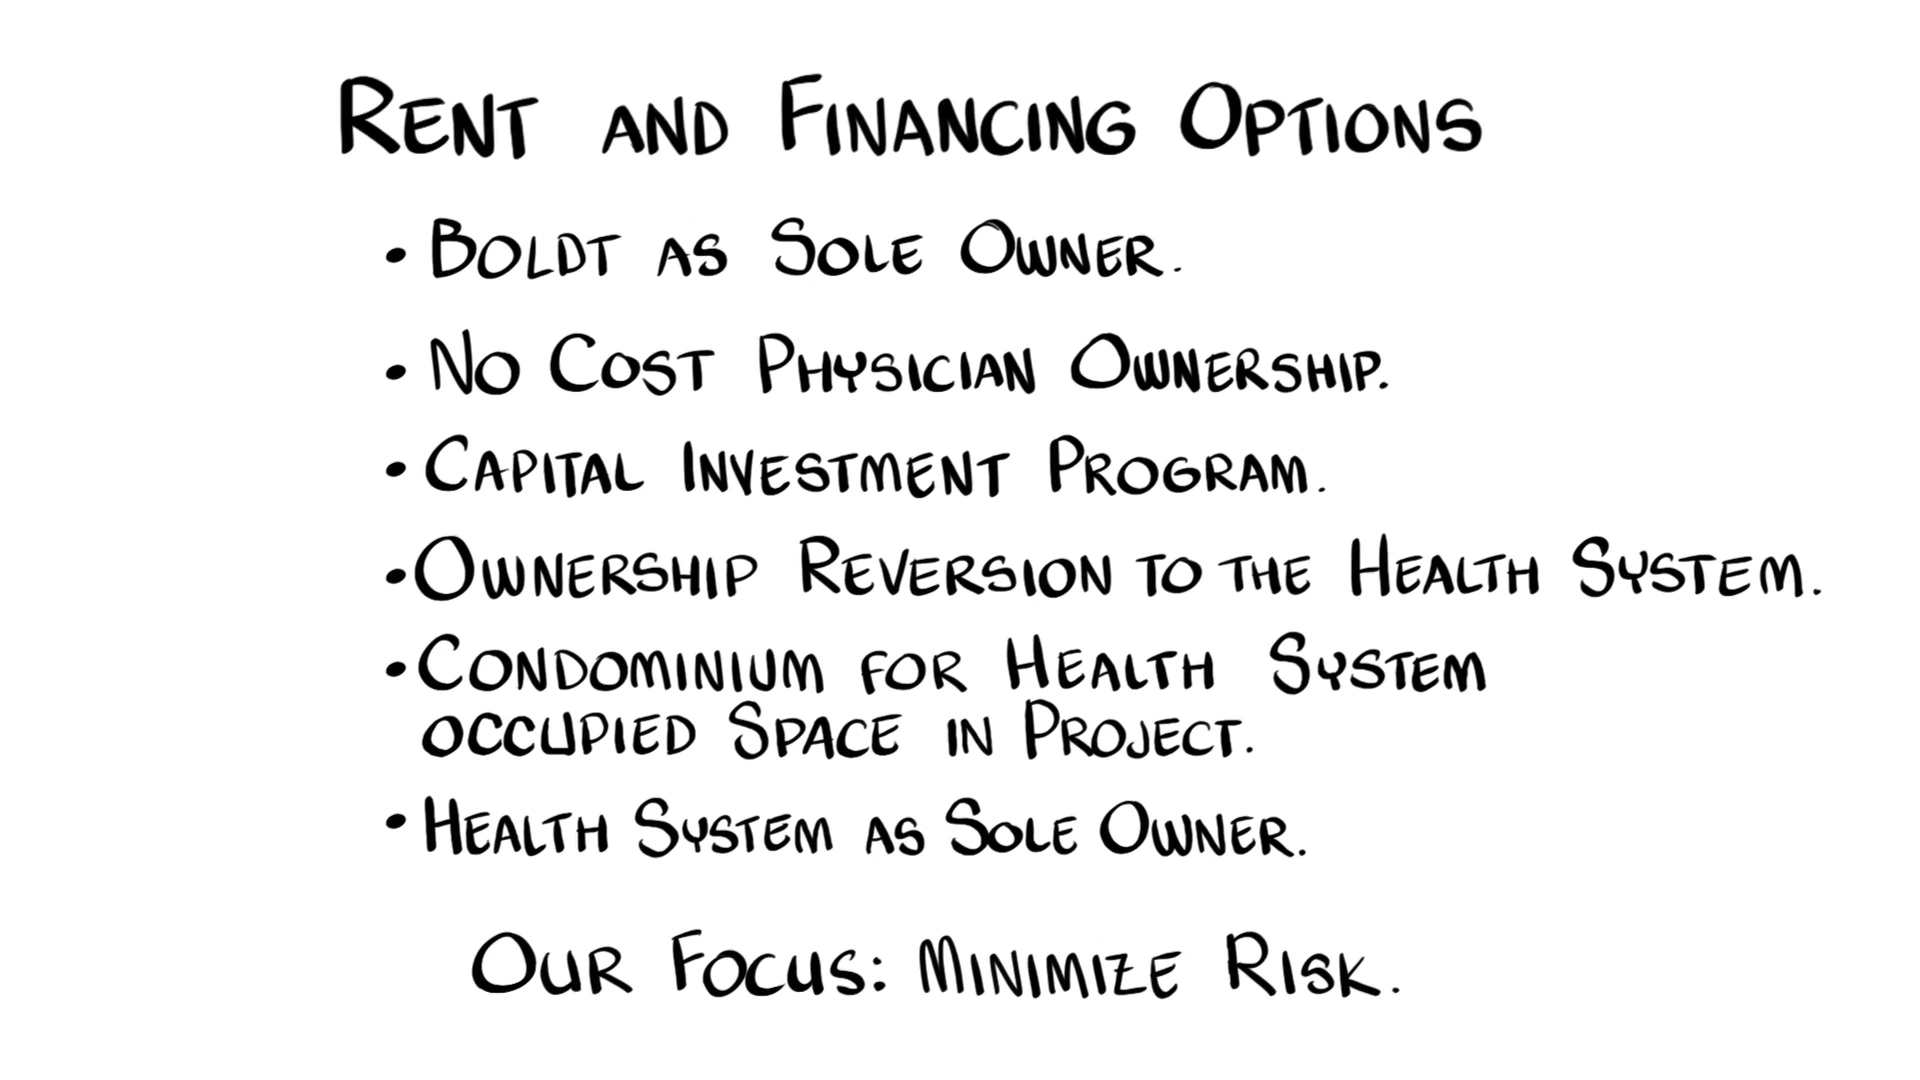 Rent and Financing Options
• Boldt as Sole Owner.
• No Cost Physician Ownership.
• Capital Investment Program.
• Ownership Reversion to the Health System.
• Condominium for Health System
occupied Space in Project.
• Health System as Sole Owner.
Our Focus: Minimize Risk.